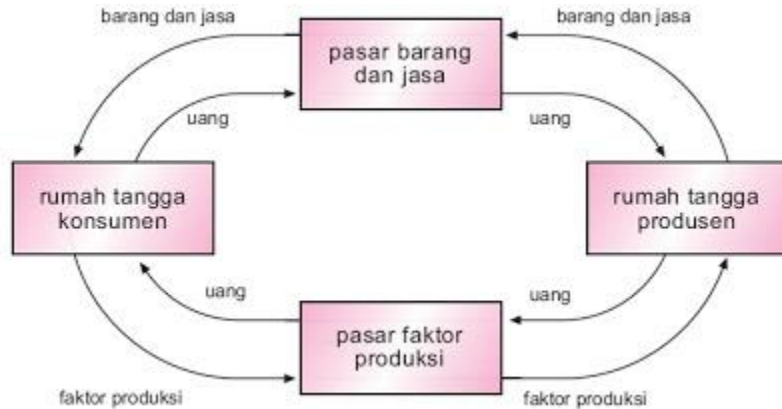 barang dan jasa
barang dan jasa
pasar barang
dan jasa
uang
uang
rumah tangga
konsumen
rumah tangga
produsen
uang
uang
pasar faktor
produksi
faktor produksi
faktor produksi